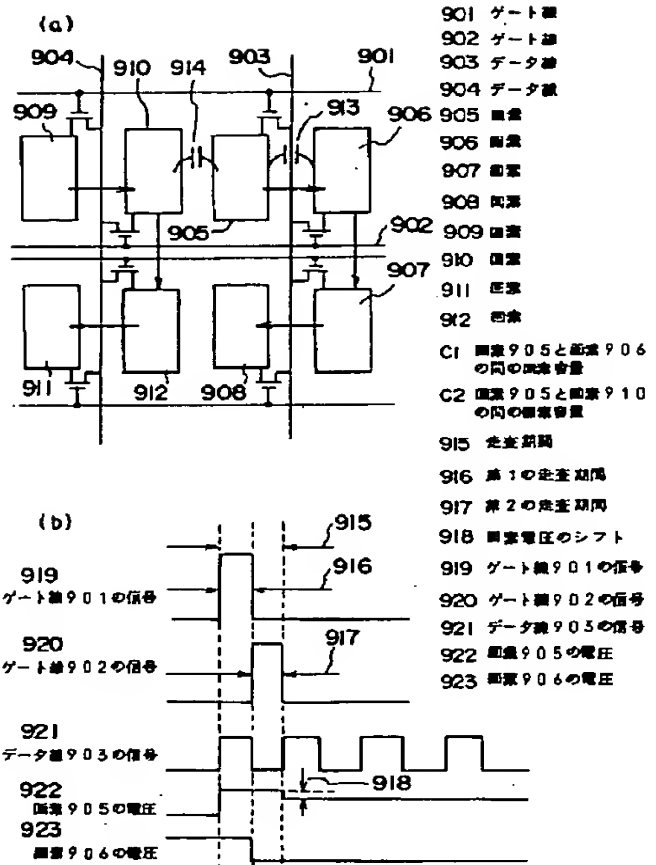 (a)
904
910
914
903
901
909
913
906
905
902
907
911
912
908
901 ゲート線
902 ゲート線
903 データ線
904 データ線
905 画素
906 画素
907 画素
908 画素
909 画素
910 画素
911 画素
912 画素
C1 画素905と画素906
の間の画素容量
C2 画素905と画素910
の間の画素容量
915 走査期間
916 第1の走査期間
917 第2の走査期間
918 画素電圧のシフト
919 ゲート線901の信号
920 ゲート線902の信号
921 データ線903の信号
922 画素905の電圧
923 画素906の電圧
(b)
915
919
916
ゲート線901の信号
920
917
ゲート線902の信号
921
データ線903の信号
918
922
画素905の電圧
923
画素906の電圧